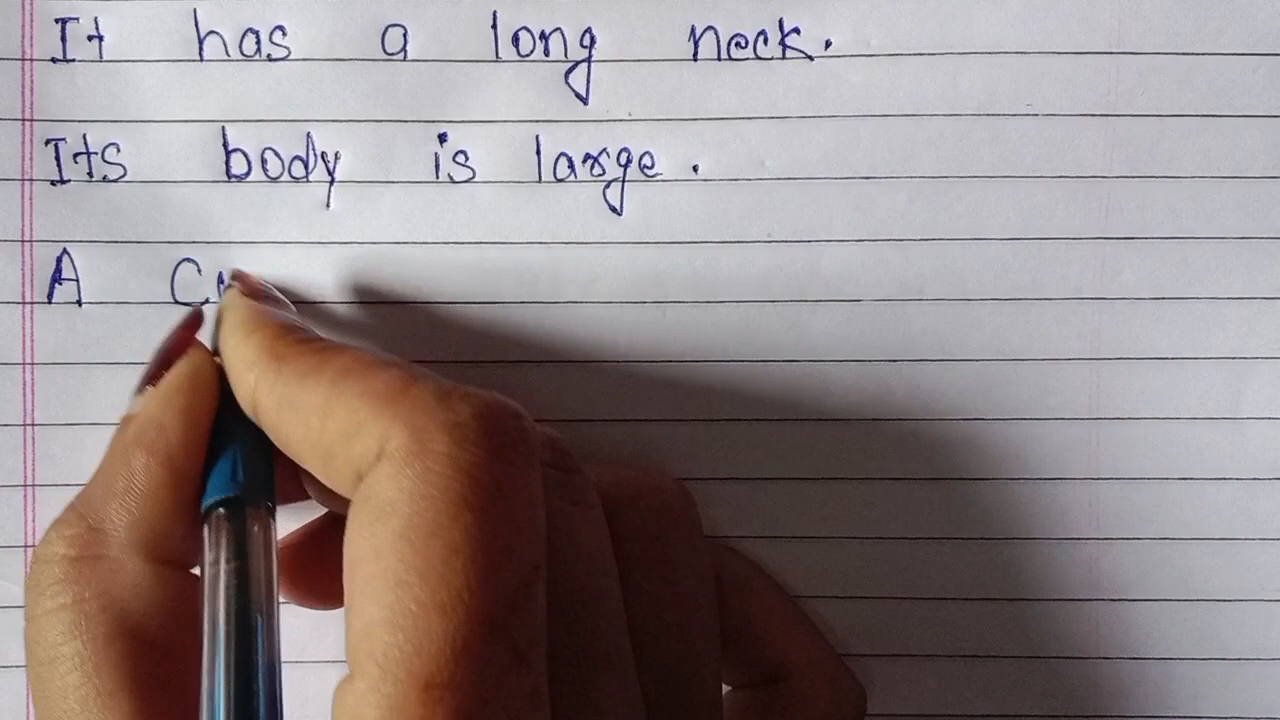 It has a long neck.
Its body is large.
A